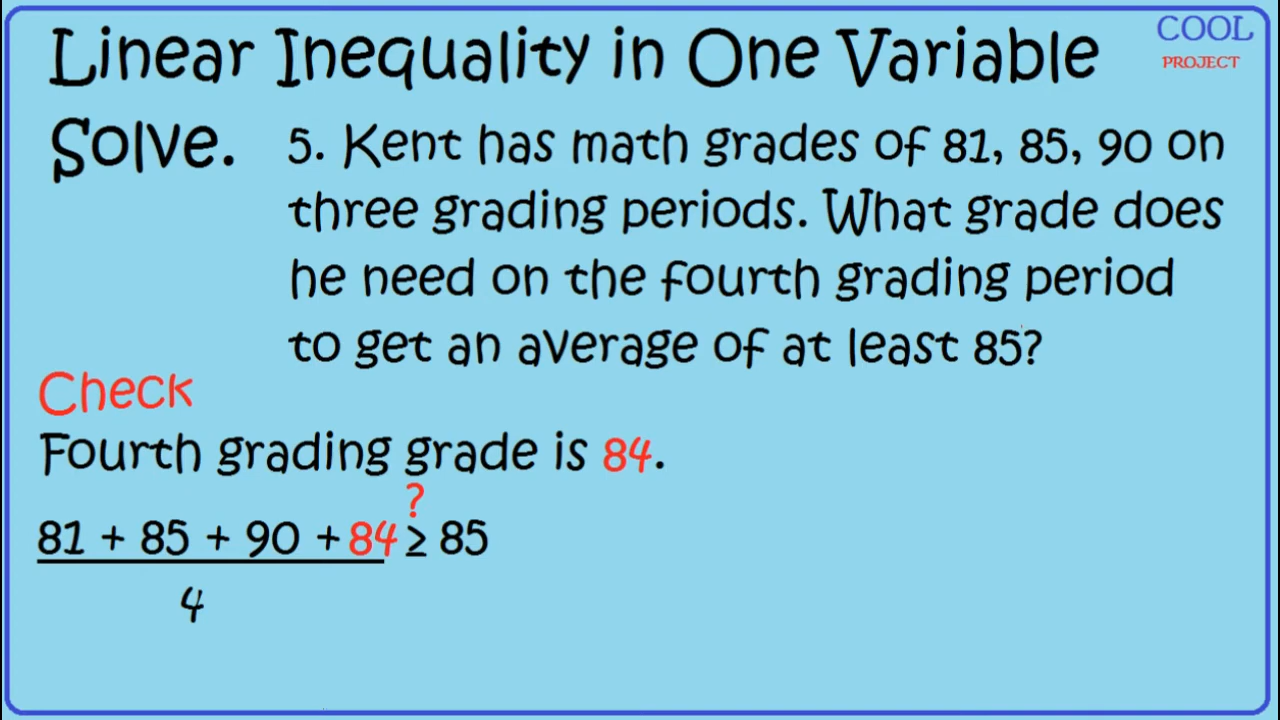 Linear Inequality in One Variable
COOL
PROJECT
Solve. 5. Kent has math grades of 81, 85, 90 on
three grading periods. What grade does
he need on the fourth grading period
to get an average of at least 85?
Check
Fourth grading grade is 84.
?
81 + 85 + 90 + 84 ≥ 85
4